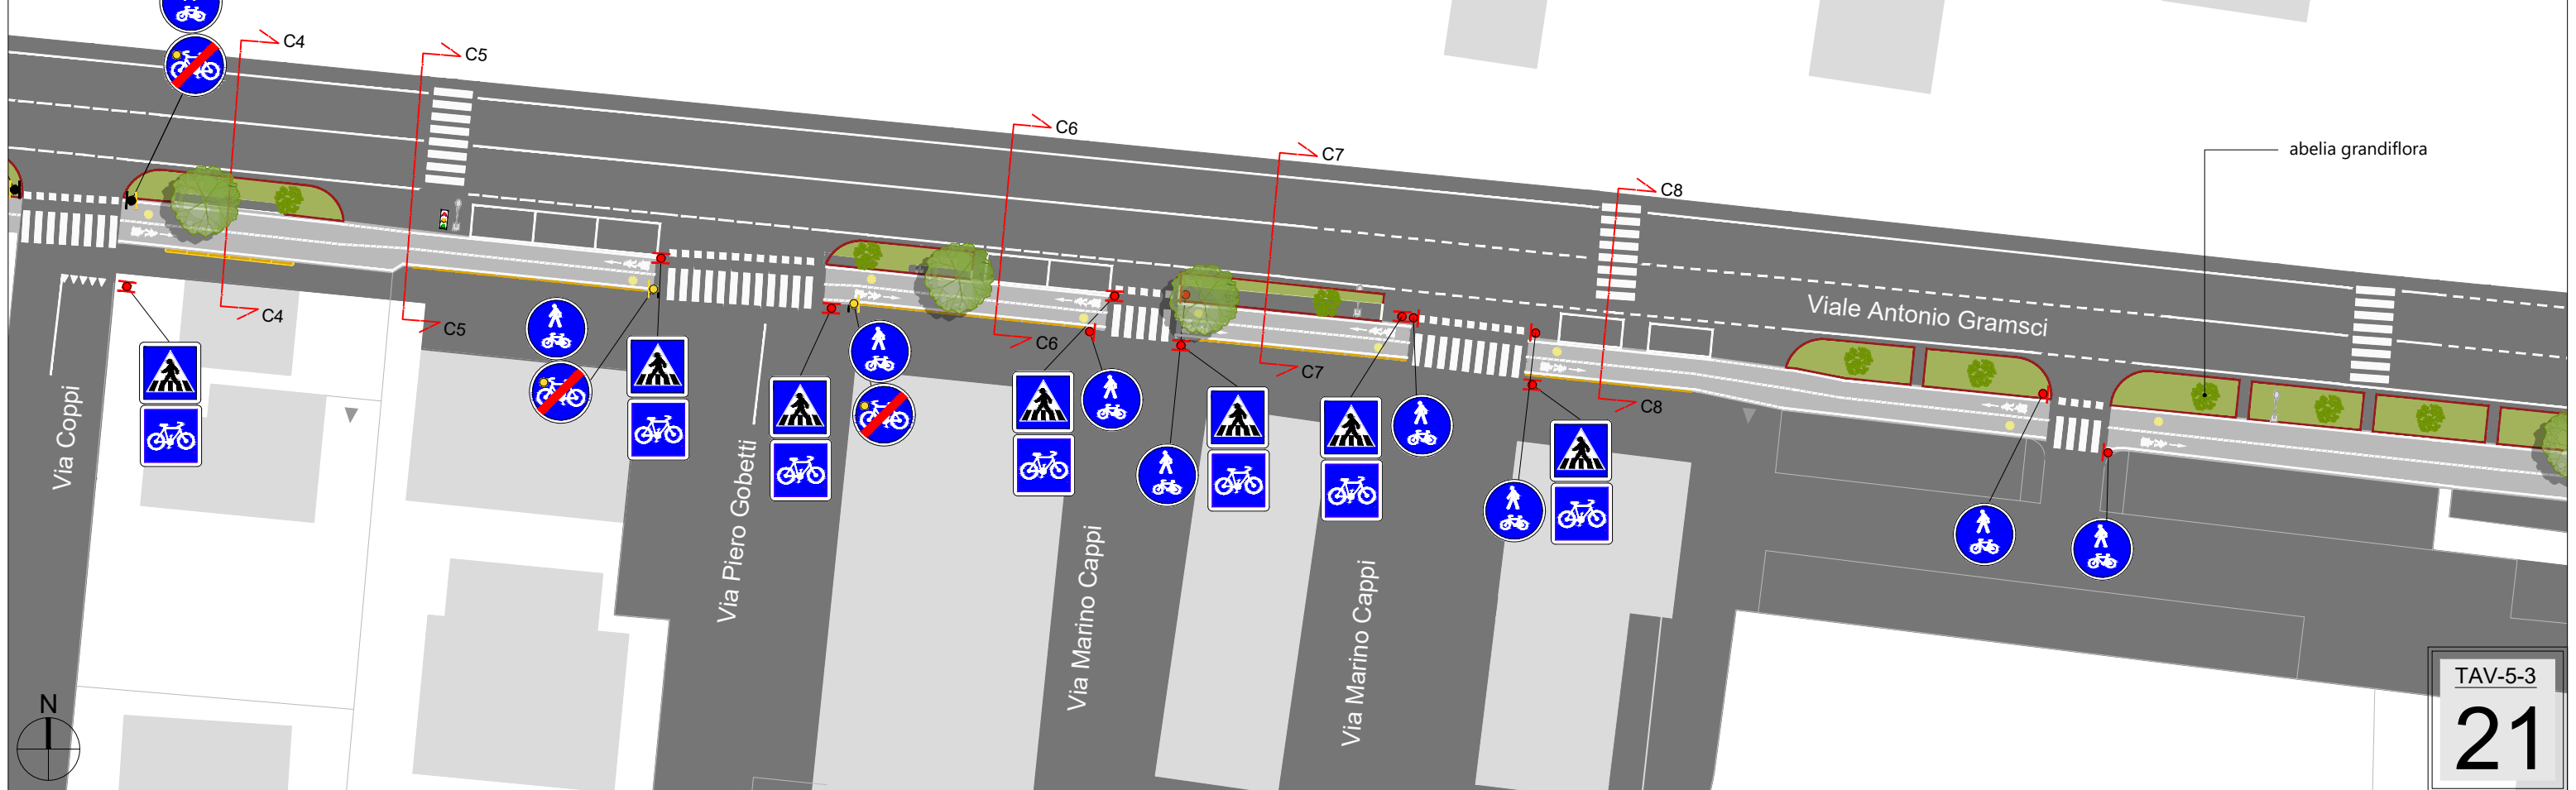 C4
C5
C6
C7
C8
abelia grandiflora
Viale Antonio Gramsci
C4
C5
C6
C7
C8
Via Coppi
Via Piero Gobetti
Via Marino Cappi
Via Marino Cappi
N
TAV-5-3
21